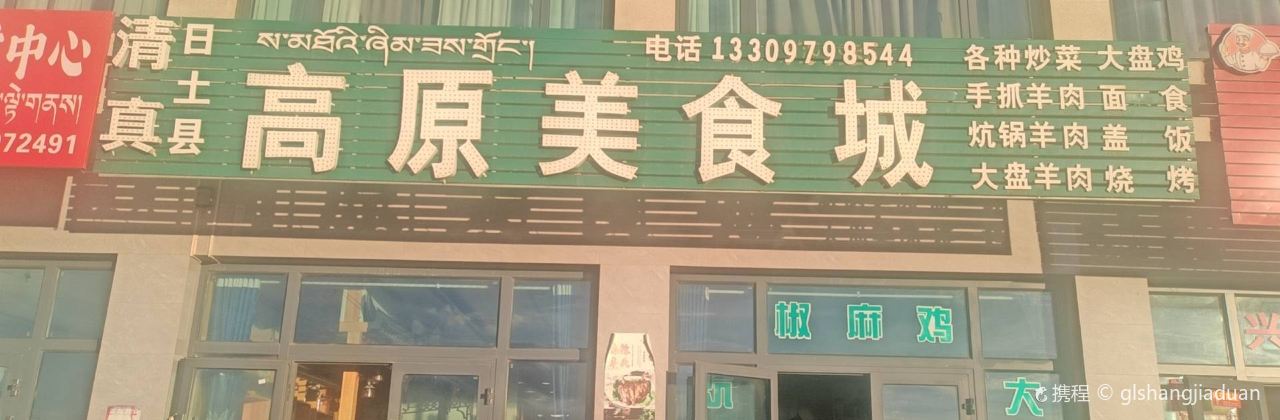 中心
972491
清真
日土县
ས་མཐོའི་ཞིམ་ཟས་གྲོང་།
电话 13309798544
高原美食城
各种炒菜 大盘鸡
手抓羊肉 面 食
炕锅羊肉 盖 饭
大盘羊肉 烧 烤
椒麻鸡
大
兴
携程 © glshangjiaduan